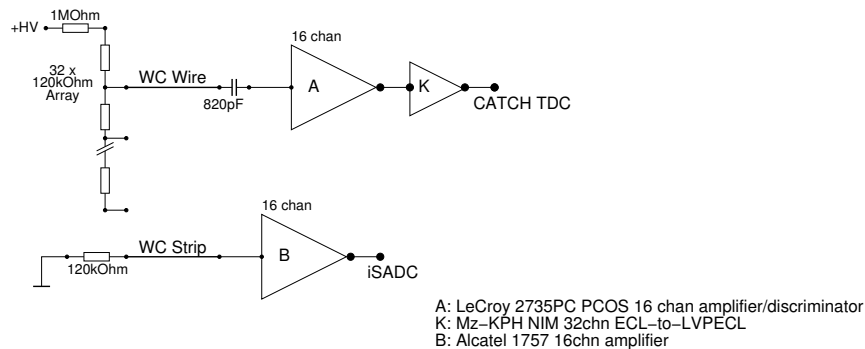 1MOhm
+HV
16 chan
32 x
120kOhm
Array
WC Wire
A
K
820pF
CATCH TDC
16 chan
WC Strip
B
120kOhm
iSADC
A: LeCroy 2735PC PCOS 16 chan amplifier/discriminator
K: Mz−KPH NIM 32chn ECL−to−LVPECL
B: Alcatel 1757 16chn amplifier